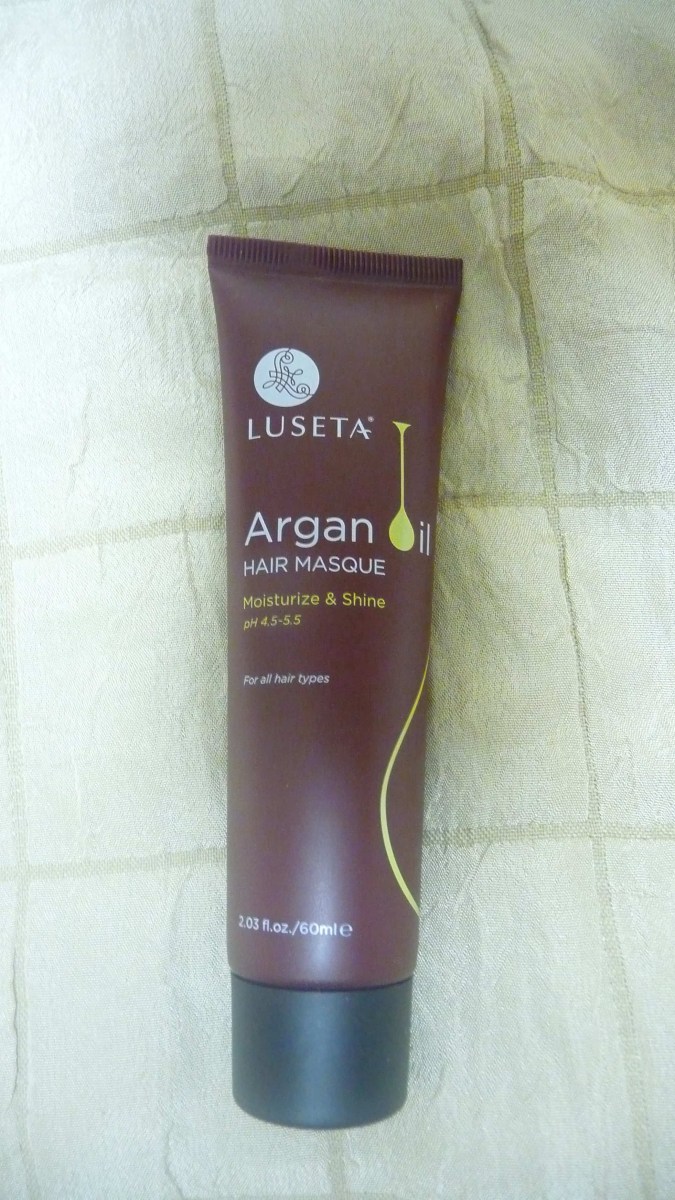 LUSETA®
Argan Oil
HAIR MASQUE
Moisturize & Shine
pH 4.5-5.5
For all hair types
2.03 fl.oz./60ml℮